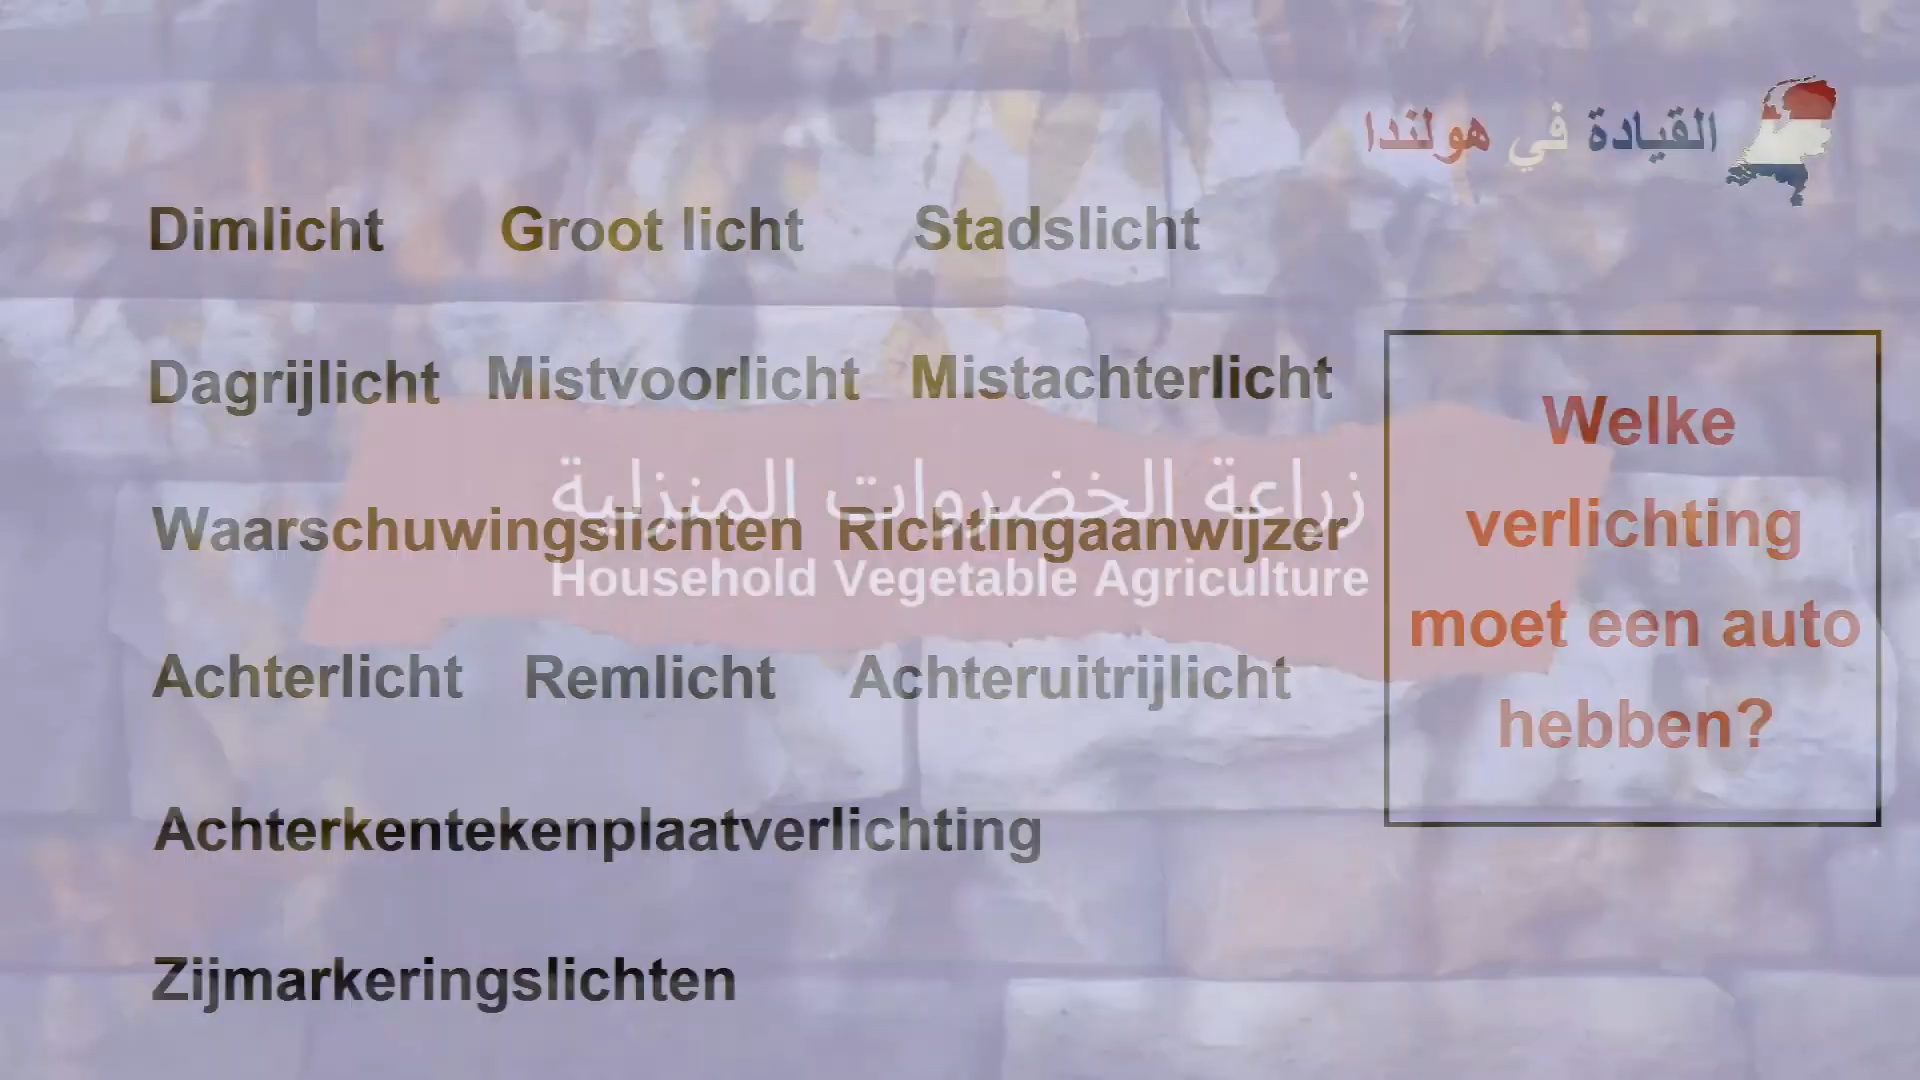 القيادة في هولندا
Dimlicht Groot licht Stadslicht
Dagrijlicht Mistvoorlicht Mistachterlicht
زراعة الخضروات المنزلية
Waarschuwingslichten Richtingaanwijzer
Household Vegetable Agriculture
Achterlicht Remlicht Achteruitrijlicht
Achterkentekenplaatverlichting
Zijmarkeringslichten
Welke
verlichting
moet een auto
hebben?